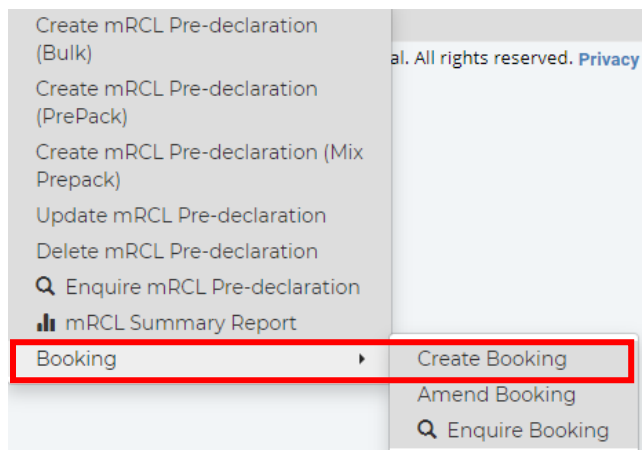 Create mRCL Pre-declaration
(Bulk)
al. All rights reserved. Privacy
Create mRCL Pre-declaration
(PrePack)
Create mRCL Pre-declaration (Mix
Prepack)
Update mRCL Pre-declaration
Delete mRCL Pre-declaration
Enquire mRCL Pre-declaration
mRCL Summary Report
Booking
Create Booking
Amend Booking
Enquire Booking